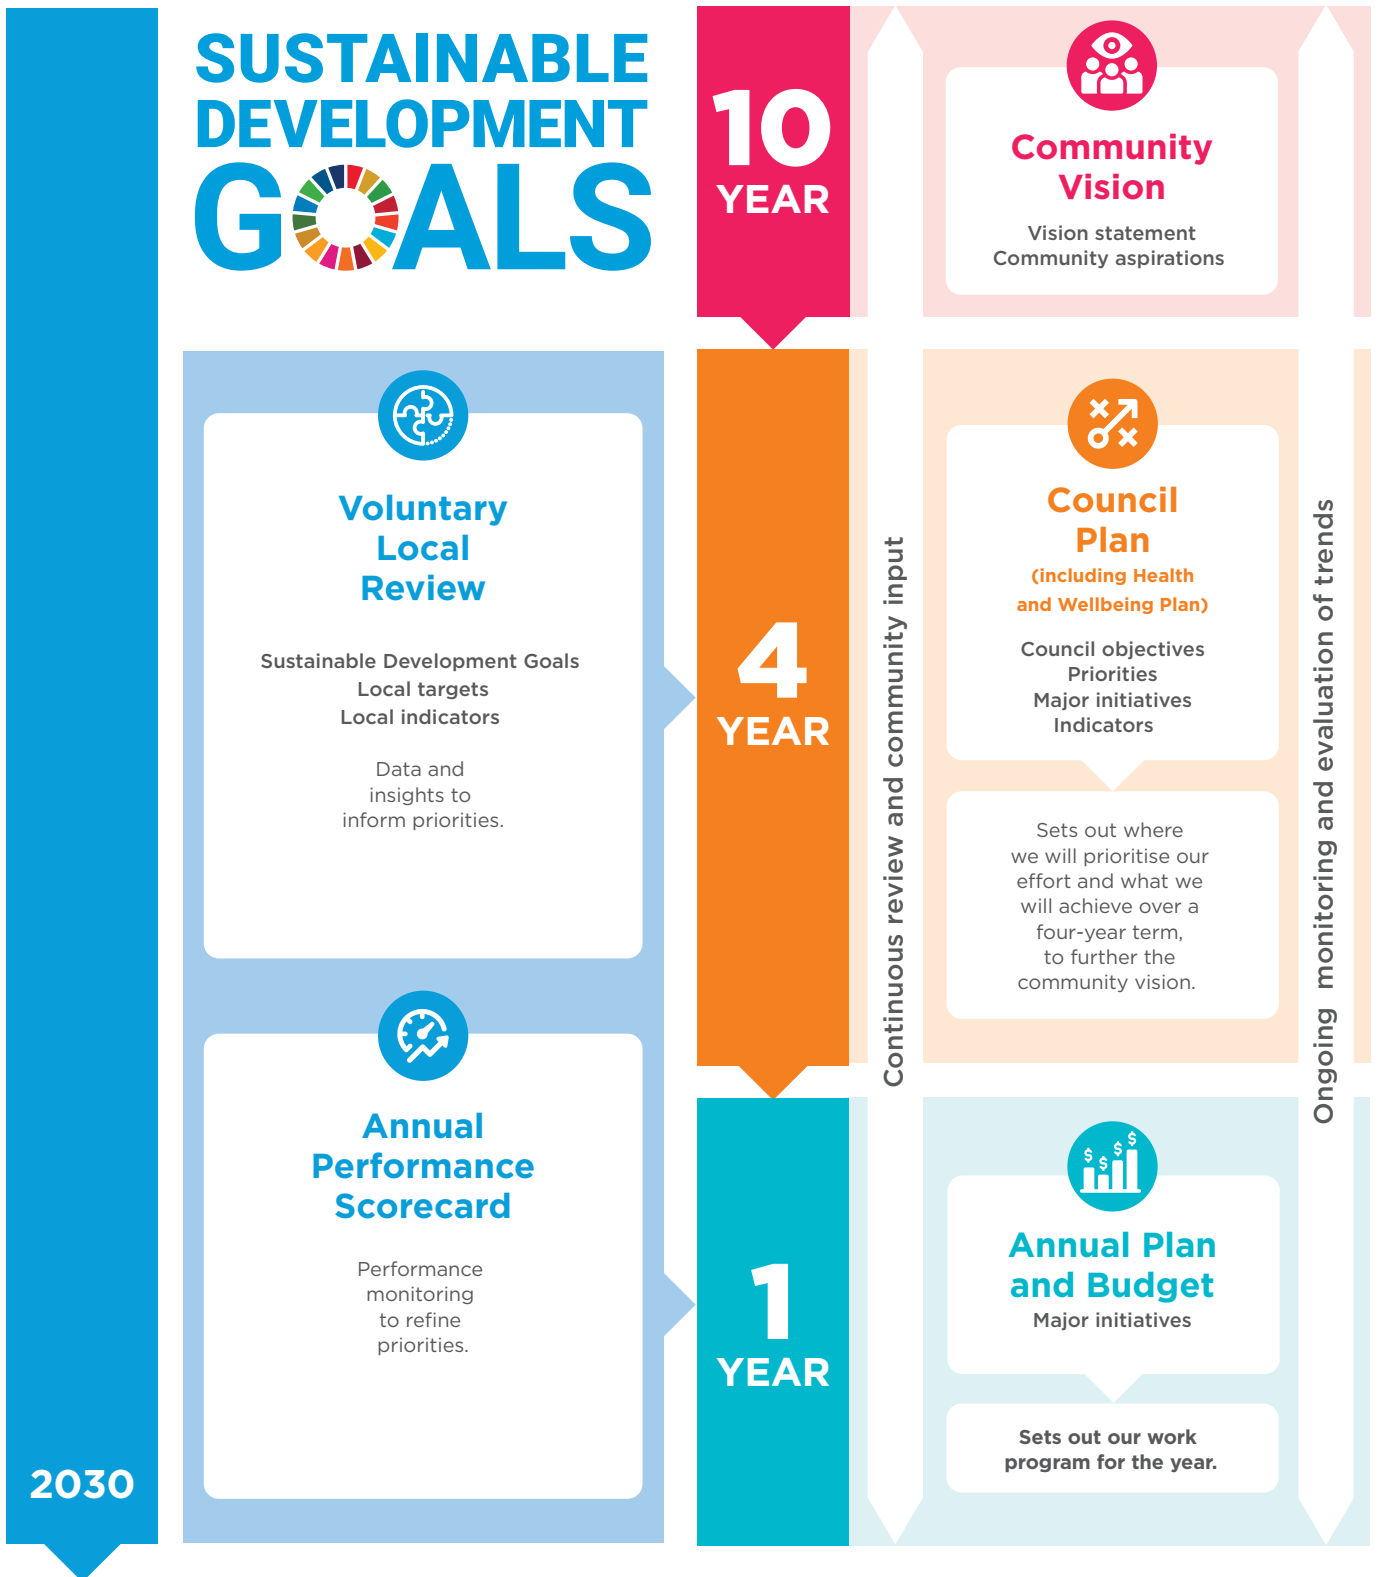 SUSTAINABLE
DEVELOPMENT
GOALS
2030
Voluntary
Local
Review
Sustainable Development Goals
Local targets
Local indicators
Data and
insights to
inform priorities.
Annual
Performance
Scorecard
Performance
monitoring
to refine
priorities.
10
YEAR
Community
Vision
Vision statement
Community aspirations
4
YEAR
Council
Plan
(including Health
and Wellbeing Plan)
Council objectives
Priorities
Major initiatives
Indicators
Sets out where
we will prioritise our
effort and what we
will achieve over a
four-year term,
to further the
community vision.
1
YEAR
Annual Plan
and Budget
Major initiatives
Sets out our work
program for the year.
Continuous review and community input
Ongoing monitoring and evaluation of trends